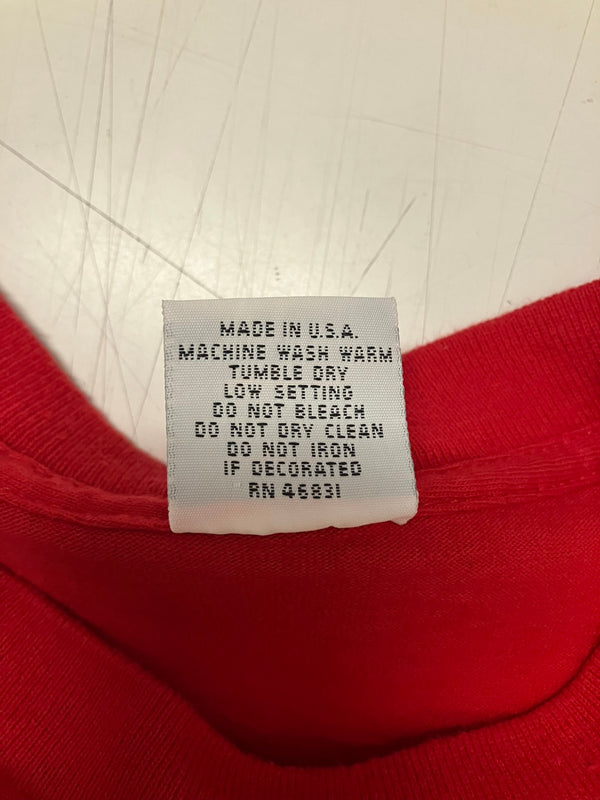 MADE IN U.S.A.
MACHINE WASH WARM
TUMBLE DRY
LOW SETTING
DO NOT BLEACH
DO NOT DRY CLEAN
DO NOT IRON
IF DECORATED
RN 46831